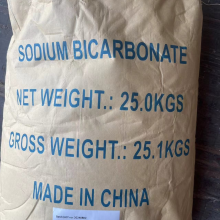 SODIUM BICARBONATE
NET WEIGHT.: 25.0KGS
GROSS WEIGHT.: 25.1KGS
MADE IN CHINA